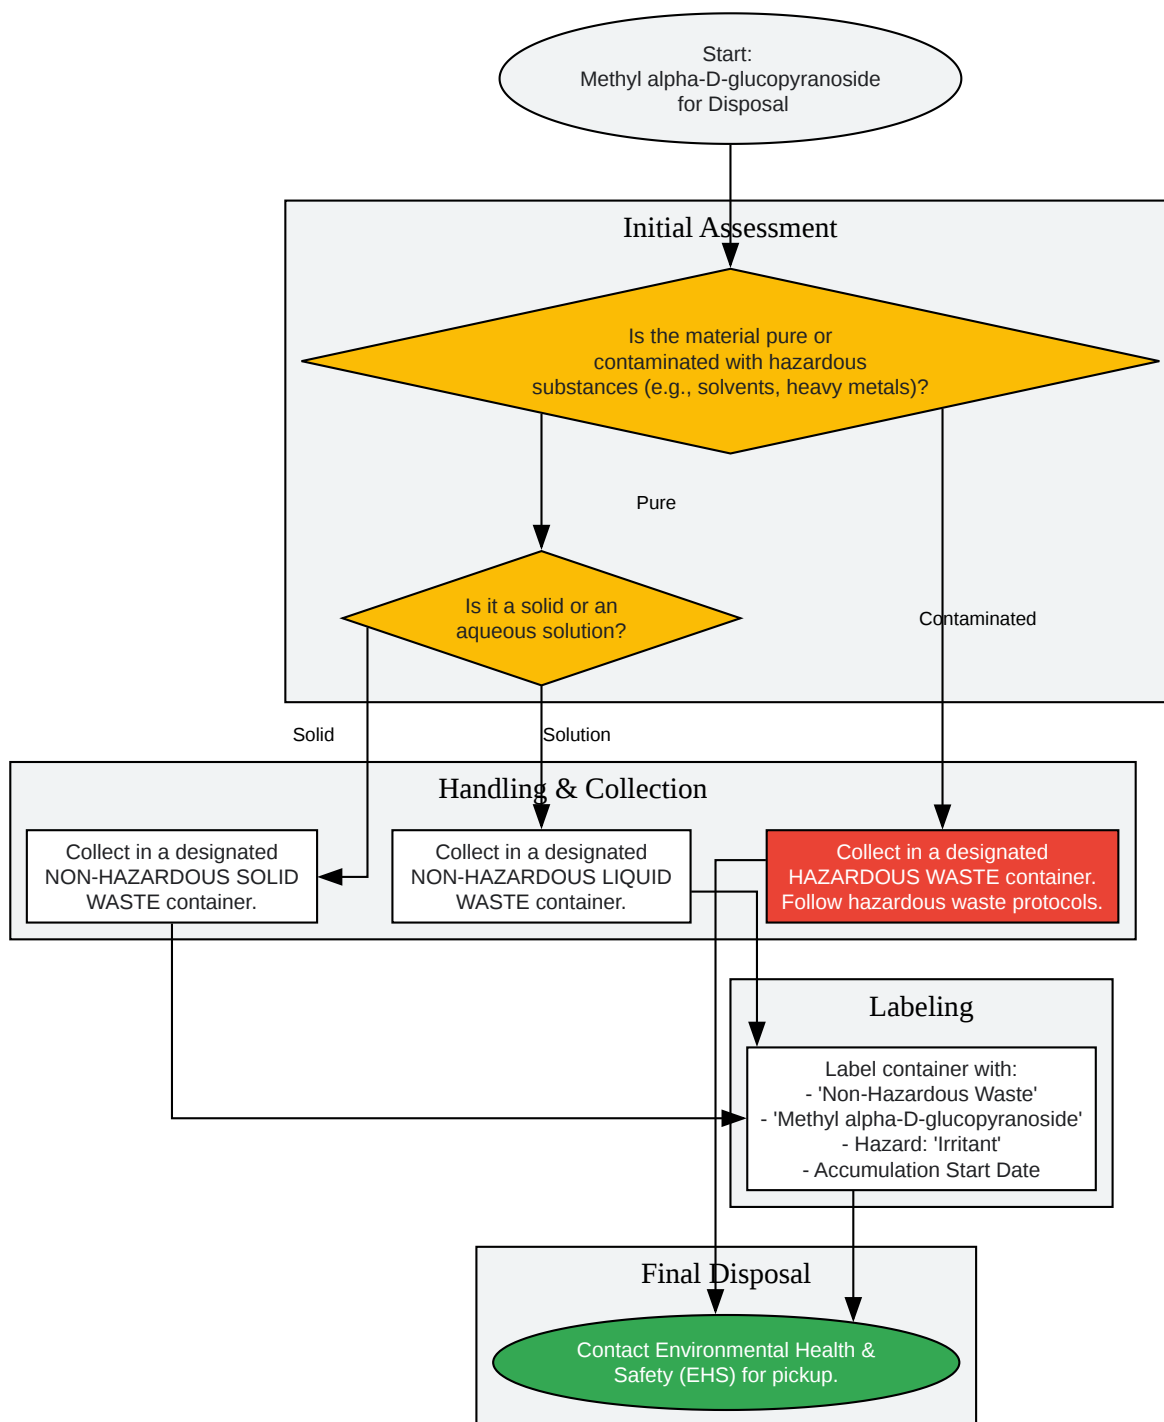 Start:
Methyl alpha-D-glucopyranoside
for Disposal
Initial Assessment
Is the material pure or
contaminated with hazardous
substances (e.g., solvents, heavy metals)?
Pure
Is it a solid or an
aqueous solution?
Contaminated
Solid
Solution
Handling & Collection
Collect in a designated
NON-HAZARDOUS SOLID
WASTE container.
Collect in a designated
NON-HAZARDOUS LIQUID
WASTE container.
Collect in a designated
HAZARDOUS WASTE container.
Follow hazardous waste protocols.
Labeling
Label container with:
- 'Non-Hazardous Waste'
- 'Methyl alpha-D-glucopyranoside'
- Hazard: 'Irritant'
- Accumulation Start Date
Final Disposal
Contact Environmental Health &
Safety (EHS) for pickup.